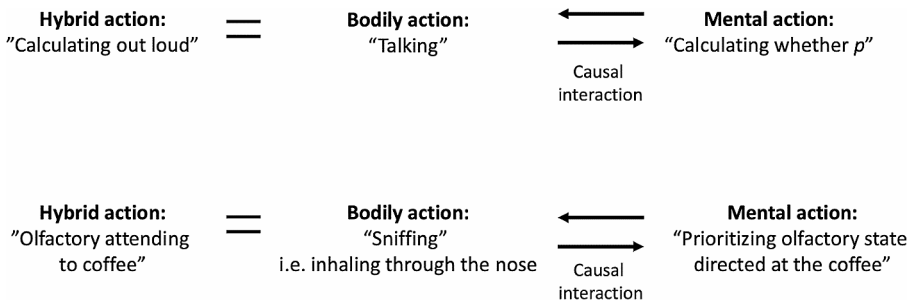 Hybrid action:
”Calculating out loud”
=
Bodily action:
“Talking”
Causal
interaction
Mental action:
“Calculating whether p”
Hybrid action:
”Olfactory attending
to coffee”
=
Bodily action:
“Sniffing”
i.e. inhaling through the nose
Causal
interaction
Mental action:
“Prioritizing olfactory state
directed at the coffee”